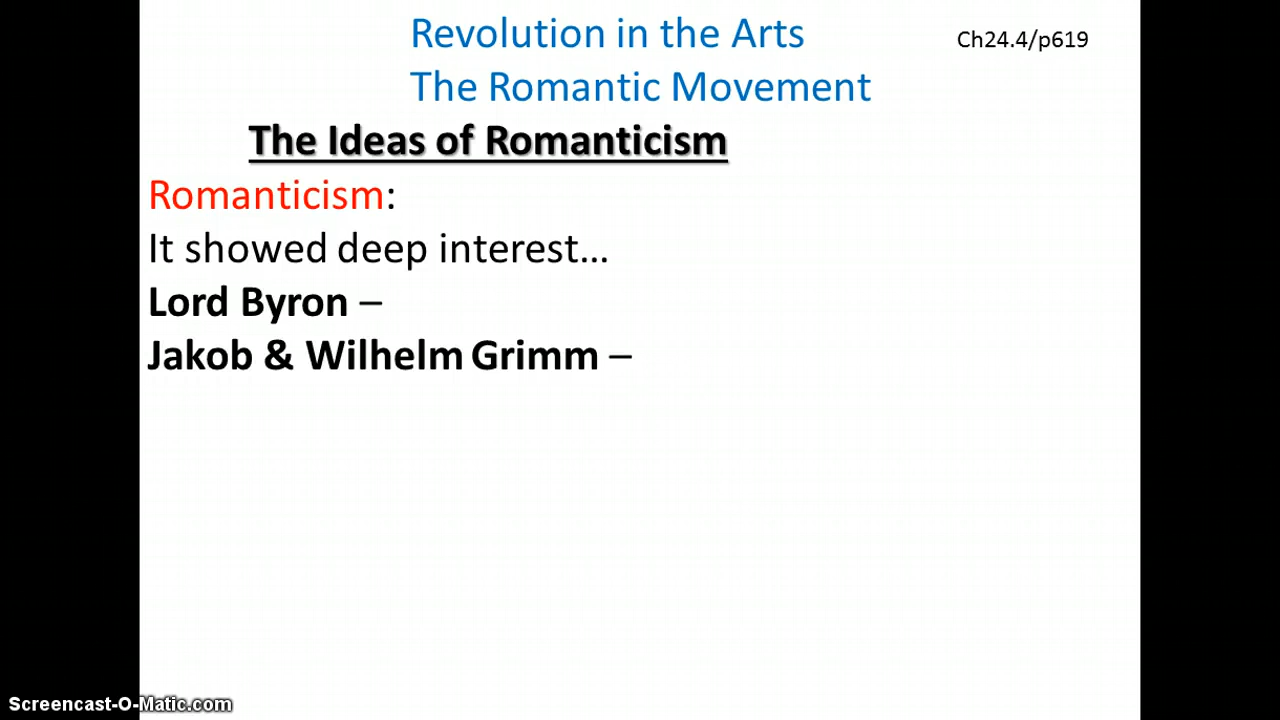 Revolution in the Arts
Ch24.4/p619
The Romantic Movement
The Ideas of Romanticism
Romanticism:
It showed deep interest…
Lord Byron –
Jakob & Wilhelm Grimm –
Screencast-O-Matic.com